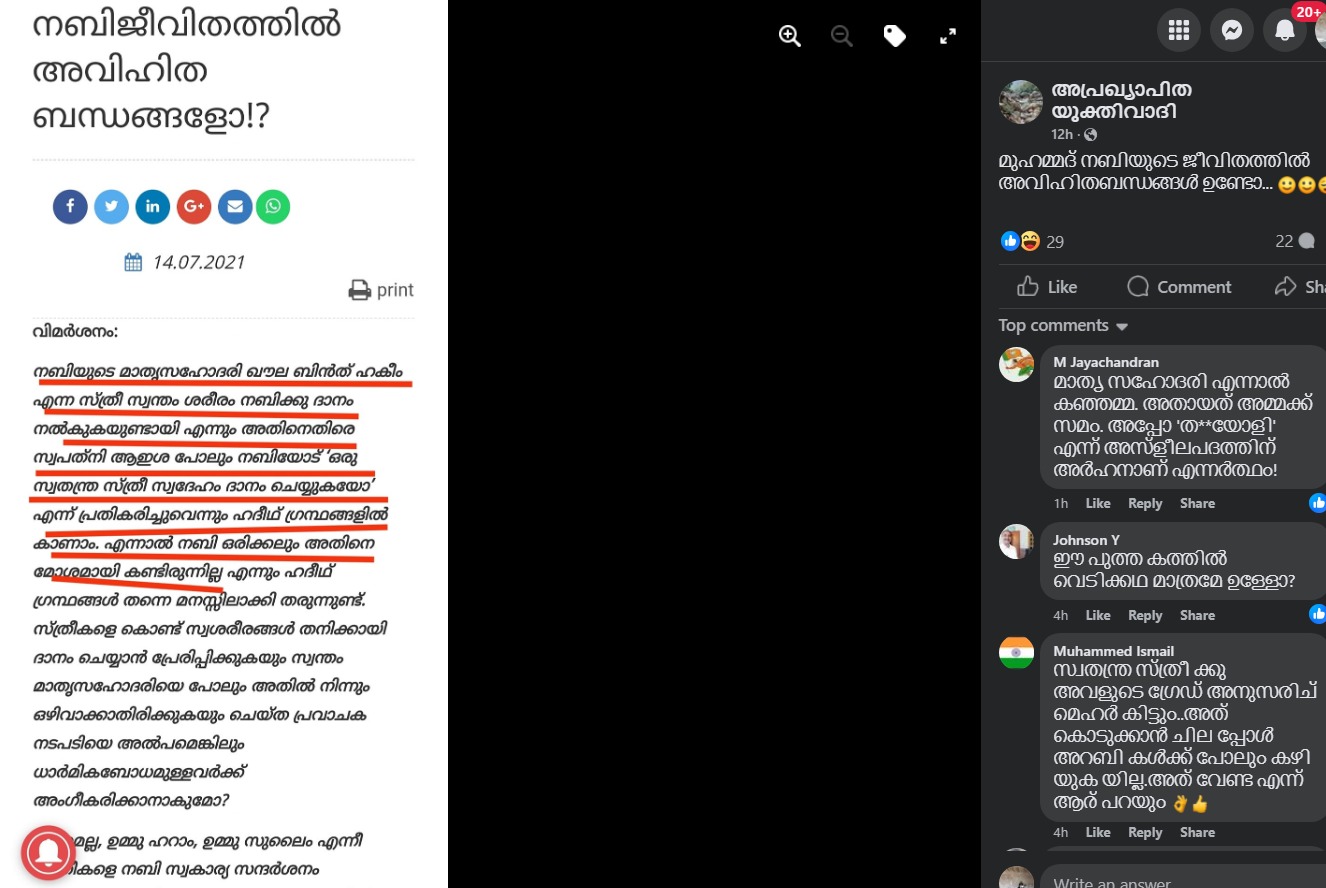 നബിജീവിതത്തിൽ
അവിഹിത
ബന്ധങ്ങളോ!?
14.07.2021
print
വിമർശനം:
നബിയുടെ മാതൃസഹോദരി ഖൗല ബിൻത് ഹകീം
എന്ന സ്ത്രീ സ്വന്തം ശരീരം നബിക്കു ദാനം
നൽകുകയുണ്ടായി എന്നും അതിനെതിരെ
സ്വപത്‌നി ആഇശ പോലും നബിയോട് ‘ഒരു
സ്വതന്ത്ര സ്ത്രീ സ്വദേഹം ദാനം ചെയ്യുകയോ’
എന്ന് പ്രതികരിച്ചുവെന്നും ഹദീഥ് ഗ്രന്ഥങ്ങളിൽ
കാണാം. എന്നാൽ നബി ഒരിക്കലും അതിനെ
മോശമായി കണ്ടിരുന്നില്ല എന്നും ഹദീഥ്
ഗ്രന്ഥങ്ങൾ തന്നെ മനസ്സിലാക്കി തരുന്നുണ്ട്.
സ്ത്രീകളെ കൊണ്ട് സ്വശരീരങ്ങൾ തനിക്കായി
ദാനം ചെയ്യാൻ പ്രേരിപ്പിക്കുകയും സ്വന്തം
മാതൃസഹോദരിയെ പോലും അതിൽ നിന്നും
ഒഴിവാക്കാതിരിക്കുകയും ചെയ്ത പ്രവാചക
നടപടിയെ അൽപമെങ്കിലും
ധാർമികബോധമുള്ളവർക്ക്
അംഗീകരിക്കാനാകുമോ?
ഉമ്മു ഹറാം, ഉമ്മു സുലൈം എന്നീ
നബി സ്വകാര്യ സന്ദർശനം
20+
അപ്രഖ്യാപിത
യുക്തിവാദി
12h ·
മുഹമ്മദ് നബിയുടെ ജീവിതത്തിൽ
അവിഹിതബന്ധങ്ങൾ ഉണ്ടോ... 🙂🙂
29
22
Like Comment Sha
Top comments
M Jayachandran
മാത്യ സഹോദരി എന്നാൽ
കഞ്ഞമ്മ. അതായത് അമ്മക്ക്
സമം. അപ്പോ 'ത**യോളി'
എന്ന് അസ്ളീലപദത്തിന്
അർഹനാണ് എന്നർത്ഥം!
1h Like Reply Share
Johnson Y
ഈ പുത്ത കത്തിൽ
വെടിക്കഥ മാത്രമേ ഉള്ളോ?
4h Like Reply Share
Muhammed Ismail
സ്വതന്ത്ര സ്ത്രീ ക്കു
അവളുടെ ഗ്രേഡ് അനുസരിച്
മെഹർ കിട്ടും..അത്
കൊടുക്കാൻ ചില പ്പോൾ
അറബി കൾക്ക് പോലും കഴി
യുക യില്ല.അത് വേണ്ട എന്ന്
ആര് പറയും 👌👍
4h Like Reply Share
Write an answer